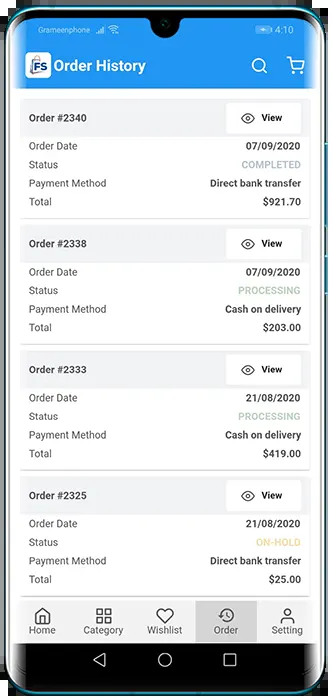 Grameenphone 4:10
FS Order History
Order #2340 View
Order Date 07/09/2020
Status COMPLETED
Payment Method Direct bank transfer
Total $921.70
Order #2338 View
Order Date 07/09/2020
Status PROCESSING
Payment Method Cash on delivery
Total $203.00
Order #2333 View
Order Date 21/08/2020
Status PROCESSING
Payment Method Cash on delivery
Total $419.00
Order #2325 View
Order Date 21/08/2020
Status ON-HOLD
Payment Method Direct bank transfer
Total $25.00
Home Category Wishlist Order Setting